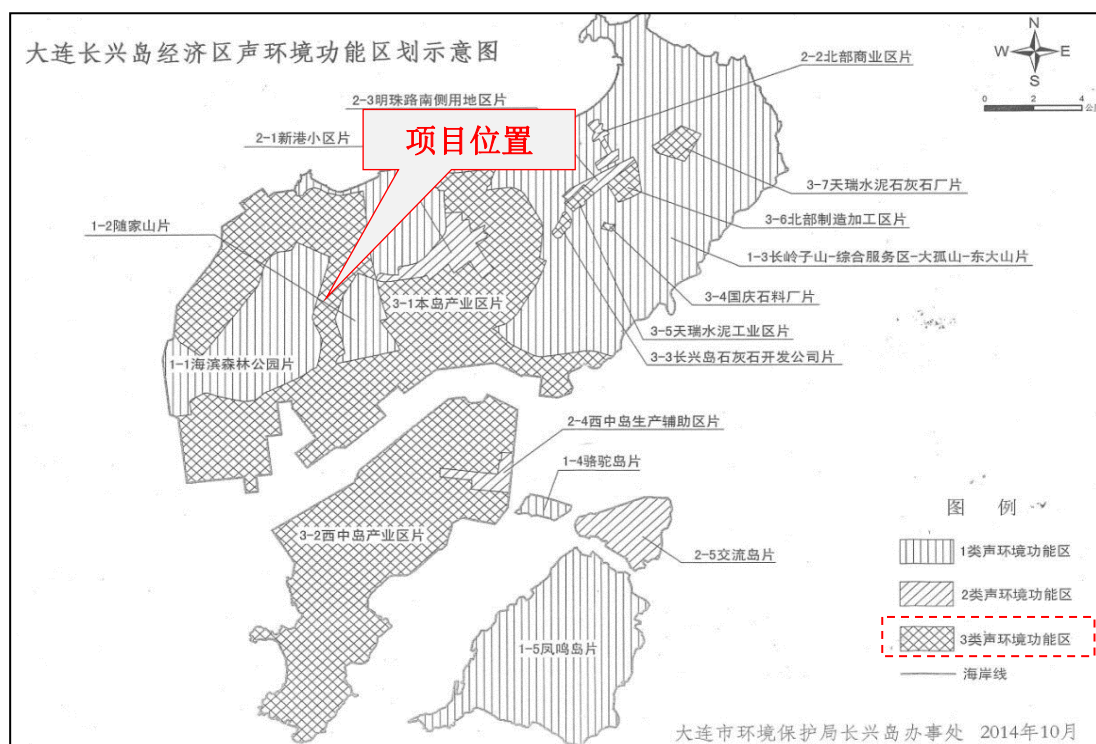 大连长兴岛经济区声环境功能区划示意图
N
W
E
S
0 2 4 公里
2-2北部商业区片
2-3明珠路南侧用地区片
2-1新港小区片
项目位置
3-7天瑞水泥石灰石厂片
3-6北部制造加工区片
1-2随家山片
1-3长岭子山-综合服务区-大孤山-东大山片
3-1本岛产业区片
3-4国庆石料厂片
3-5天瑞水泥工业区片
3-3长兴岛石灰石开发公司片
1-1海滨森林公园片
2-4西中岛生产辅助区片
1-4骆驼岛片
3-2西中岛产业区片
2-5交流岛片
1-5凤鸣岛片
图 例
1类声环境功能区
2类声环境功能区
3类声环境功能区
海岸线
大连市环境保护局长兴岛办事处 2014年10月